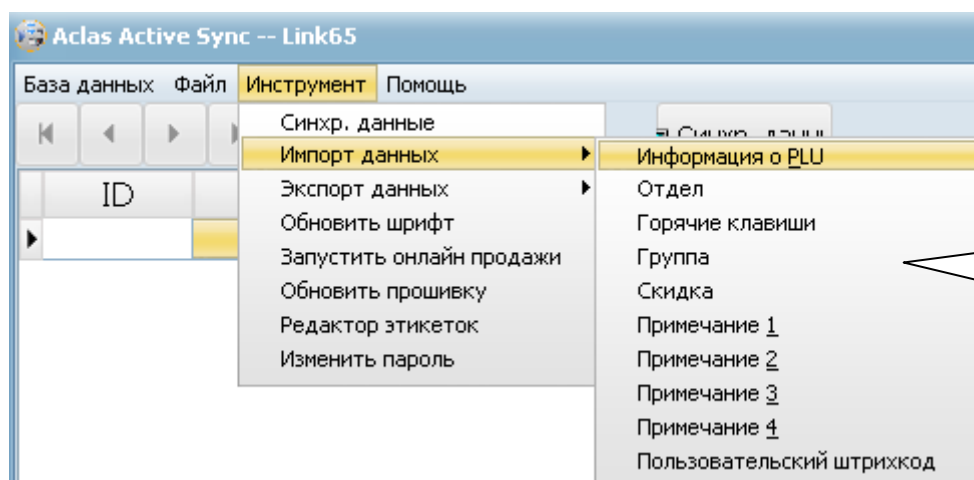 Aclas Active Sync -- Link65
База данных Файл Инструмент Помощь
Синхр. данные
Импорт данных
Экспорт данных
Обновить шрифт
Запустить онлайн продажи
Обновить прошивку
Редактор этикеток
Изменить пароль
Информация о PLU
Отдел
Горячие клавиши
Группа
Скидка
Примечание 1
Примечание 2
Примечание 3
Примечание 4
Пользовательский штрихкод
ID